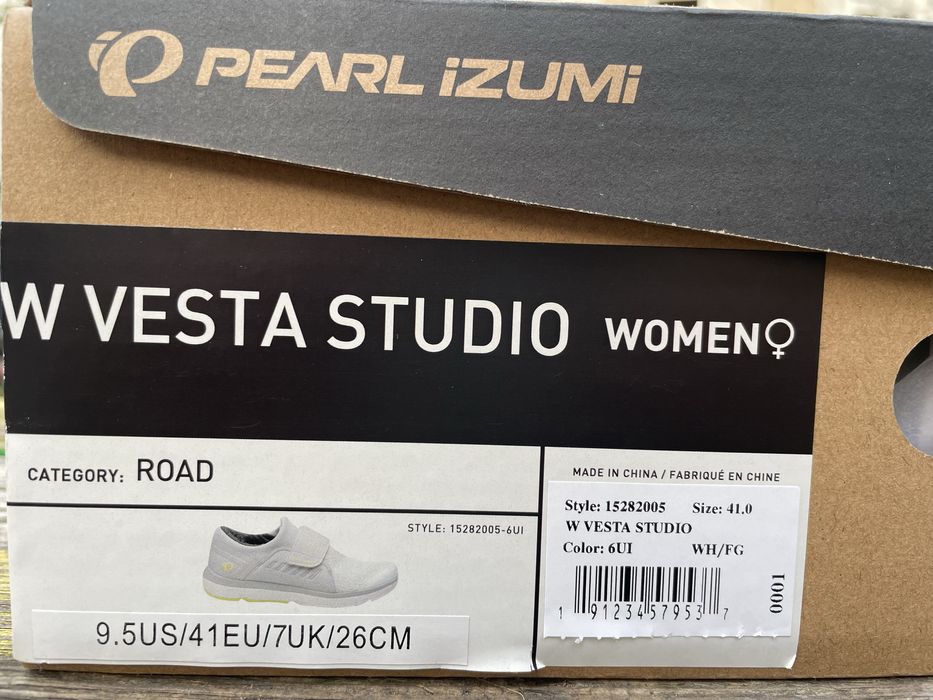 PEARL iZUMi
W VESTA STUDIO WOMEN♀
CATEGORY: ROAD
STYLE: 15282005-6UI
9.5US/41EU/7UK/26CM
MADE IN CHINA / FABRIQUÉ EN CHINE
Style: 15282005 Size: 41.0
W VESTA STUDIO
Color: 6UI WH/FG
1 91234 57953 7
0001